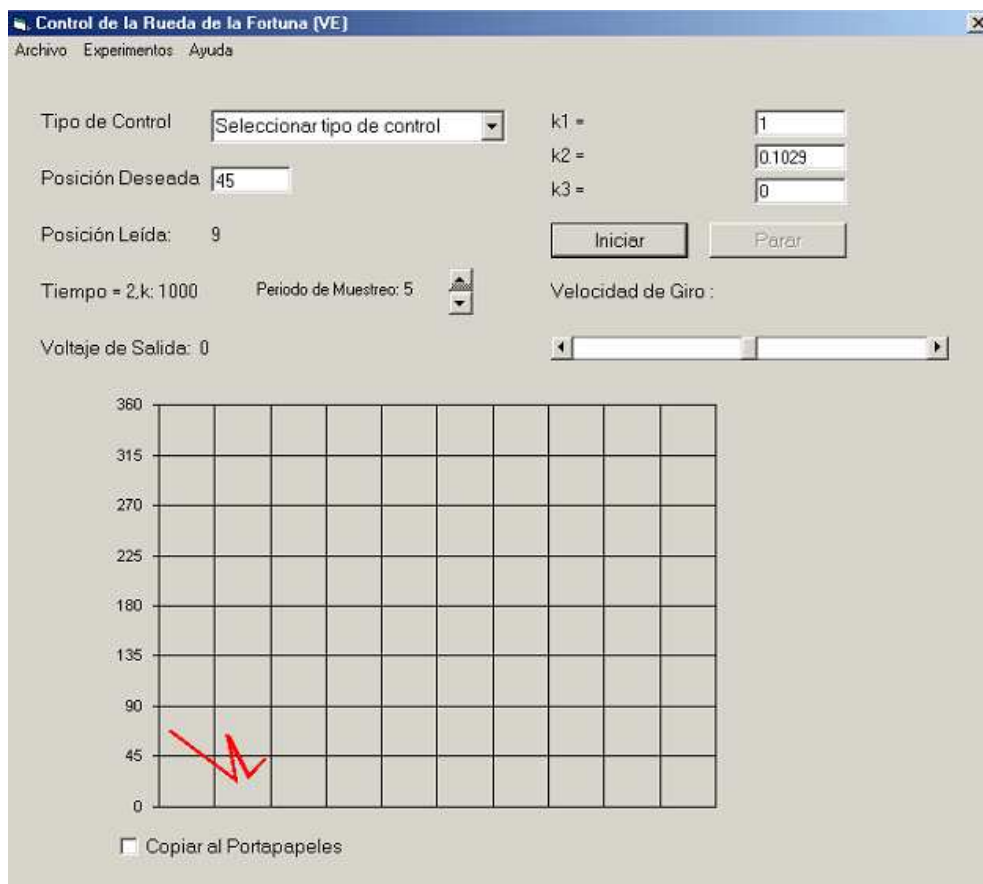 Control de la Rueda de la Fortuna (VE)
Archivo Experimentos Ayuda
Tipo de Control Seleccionar tipo de control
k1 = 1
k2 = 0.1029
Posición Deseada 45
k3 = 0
Posición Leída: 9
Iniciar Parar
Tiempo = 2,k: 1000 Periodo de Muestreo: 5
Velocidad de Giro :
Voltaje de Salida: 0
360
315
270
225
180
135
90
45
0
Copiar al Portapapeles